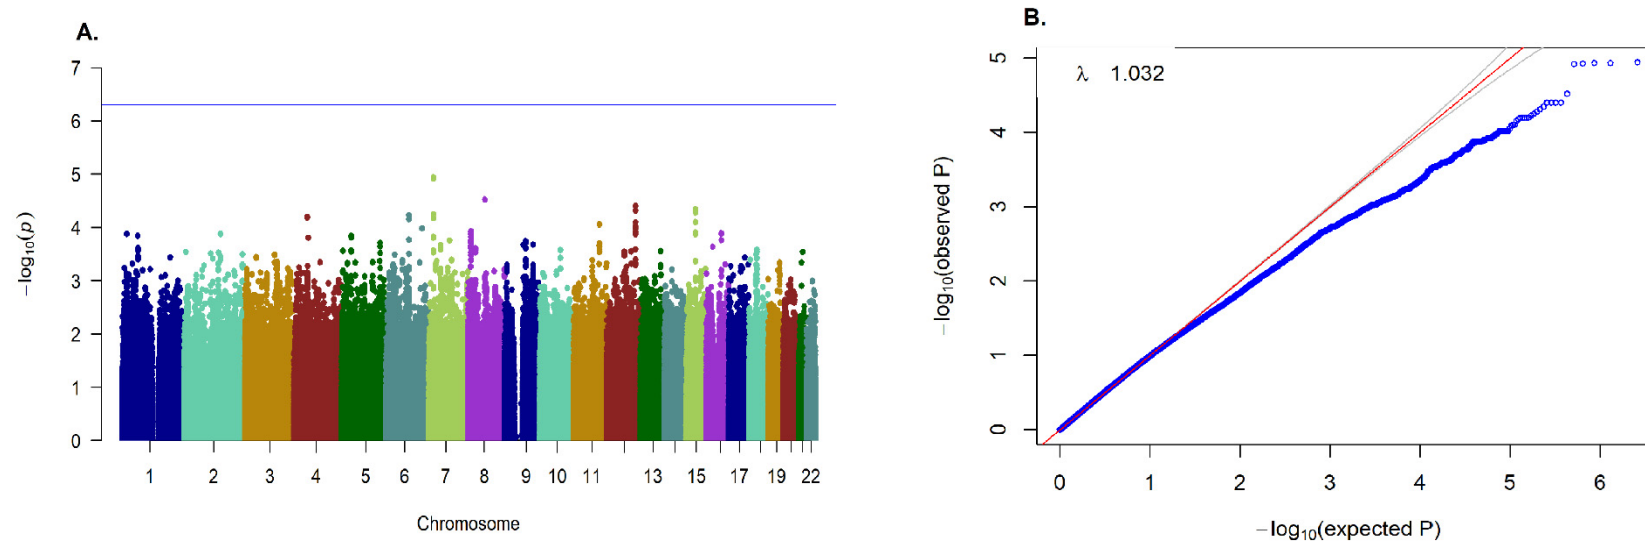 A.
7
6
5
4
3
2
1
0
−log10(p)
1 2 3 4 5 6 7 8 9 10 11 13 15 17 19 22
Chromosome
B.
λ 1.032
5
4
3
2
1
0
−log10(observed P)
0 1 2 3 4 5 6
−log10(expected P)